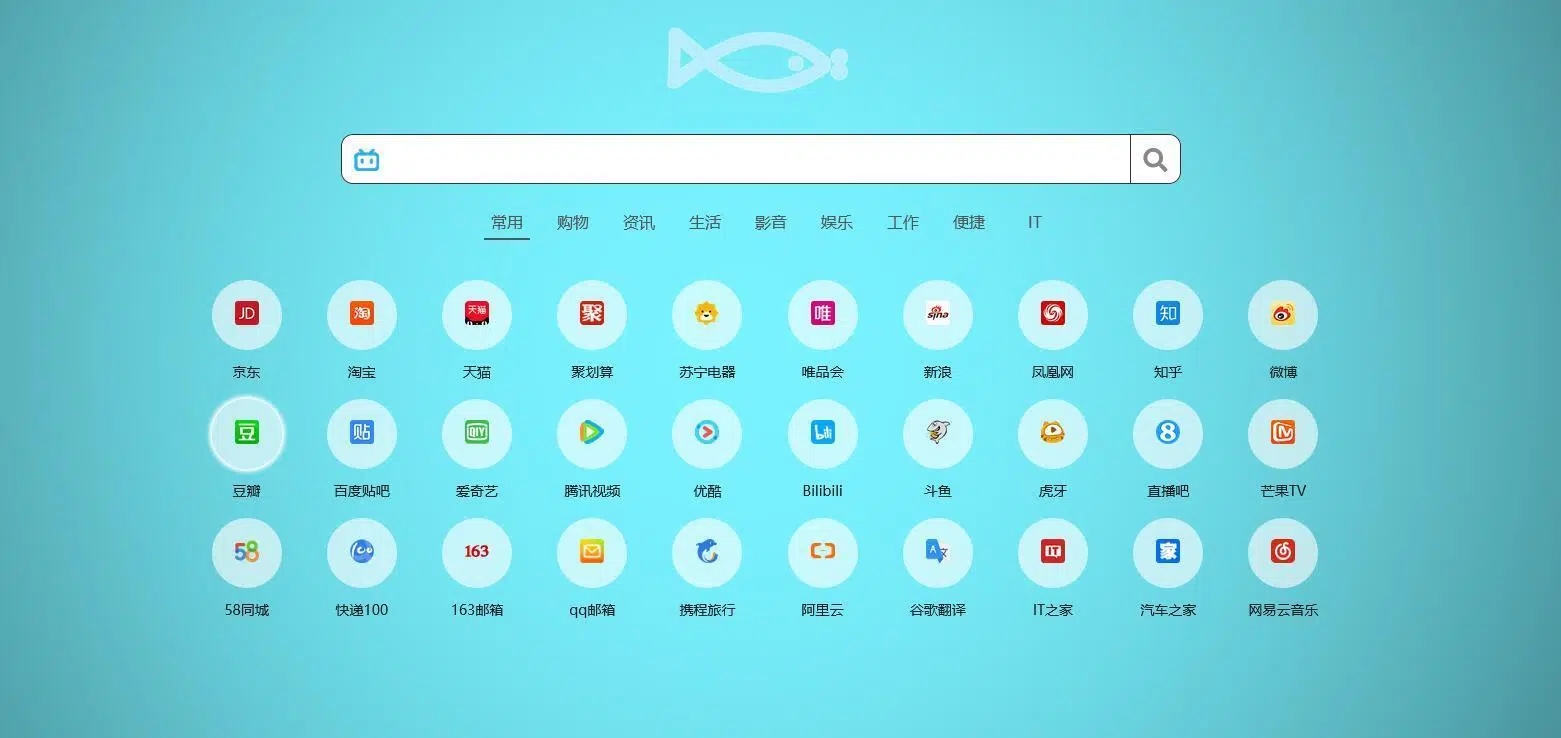 常用 购物 资讯 生活 影音 娱乐 工作 便捷 IT
JD 淘 天猫 聚 唯 sina 知
京东 淘宝 天猫 聚划算 苏宁电器 唯品会 新浪 凤凰网 知乎 微博
豆 贴 QIY bili 8
豆瓣 百度贴吧 爱奇艺 腾讯视频 优酷 Bilibili 斗鱼 虎牙 直播吧 芒果TV
58 163 A 文 IT 家
58同城 快递100 163邮箱 qq邮箱 携程旅行 阿里云 谷歌翻译 IT之家 汽车之家 网易云音乐